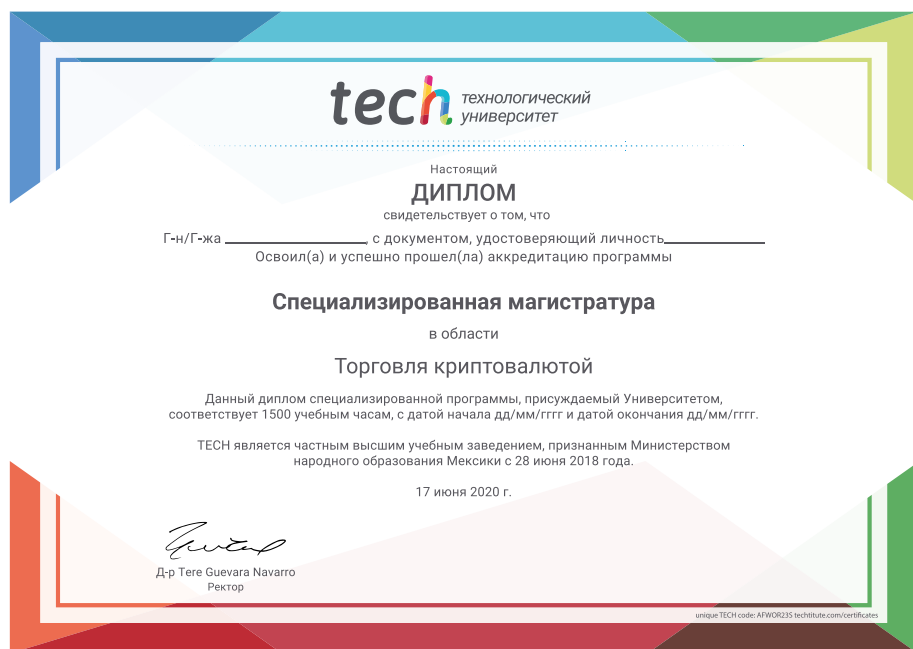 tech технологический
университет
Настоящий
ДИПЛОМ
свидетельствует о том, что
Г-н/Г-жа ____________________, с документом, удостоверяющий личность______________
Освоил(а) и успешно прошел(ла) аккредитацию программы
Специализированная магистратура
в области
Торговля криптовалютой
Данный диплом специализированной программы, присуждаемый Университетом,
соответствует 1500 учебным часам, с датой начала дд/мм/гггг и датой окончания дд/мм/гггг.
TECH является частным высшим учебным заведением, признанным Министерством
народного образования Мексики с 28 июня 2018 года.
17 июня 2020 г.
Д-р Tere Guevara Navarro
Ректор
unique TECH code: AFWOR23S techtitute.com/certificates